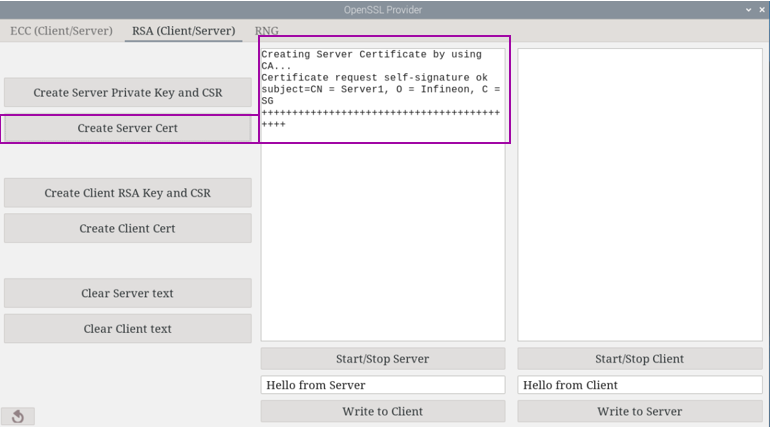 OpenSSL Provider
ECC (Client/Server)
RSA (Client/Server)
RNG
Create Server Private Key and CSR
Create Server Cert
Create Client RSA Key and CSR
Create Client Cert
Clear Server text
Clear Client text
Creating Server Certificate by using
CA...
Certificate request self-signature ok
subject=CN = Server1, O = Infineon, C =
SG
+++++++++++++++++++++++++++++++++++++++
++++
Start/Stop Server
Hello from Server
Write to Client
Start/Stop Client
Hello from Client
Write to Server